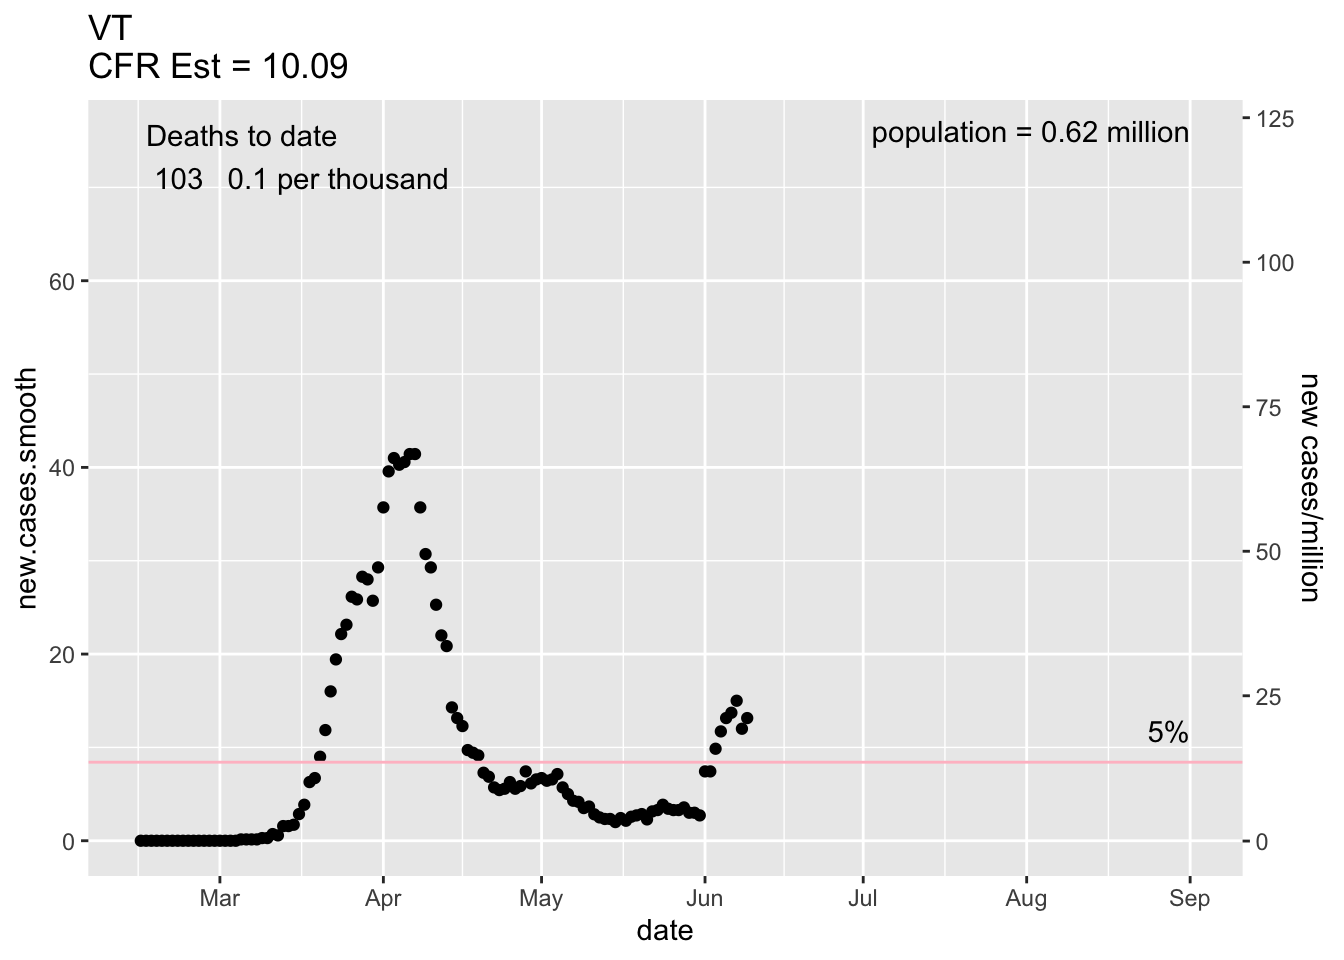 VT
CFR Est = 10.09
Deaths to date
103 0.1 per thousand
population = 0.62 million
new.cases.smooth
60
40
20
0
125
100
75
50
25
0
new cases/million
5%
Mar Apr May Jun Jul Aug Sep
date